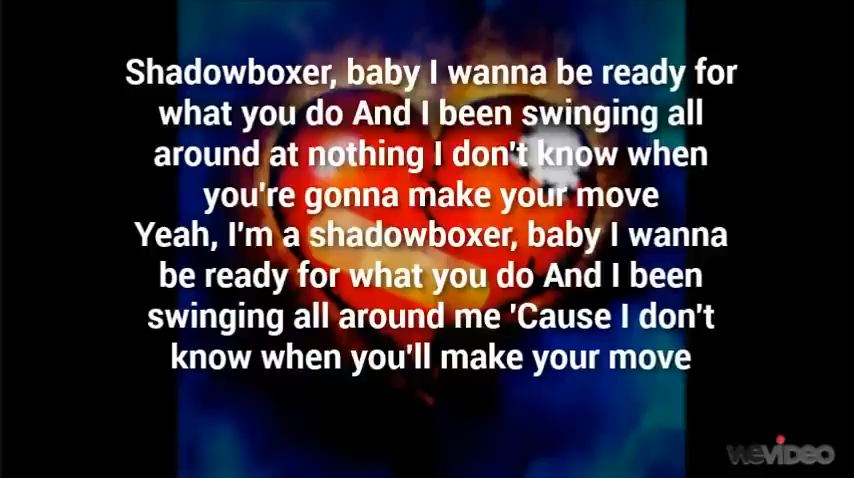 Shadowboxer, baby I wanna be ready for
what you do And I been swinging all
around at nothing I don't know when
you're gonna make your move
Yeah, I'm a shadowboxer, baby I wanna
be ready for what you do And I been
swinging all around me 'Cause I don't
know when you'll make your move
WEVIDEO